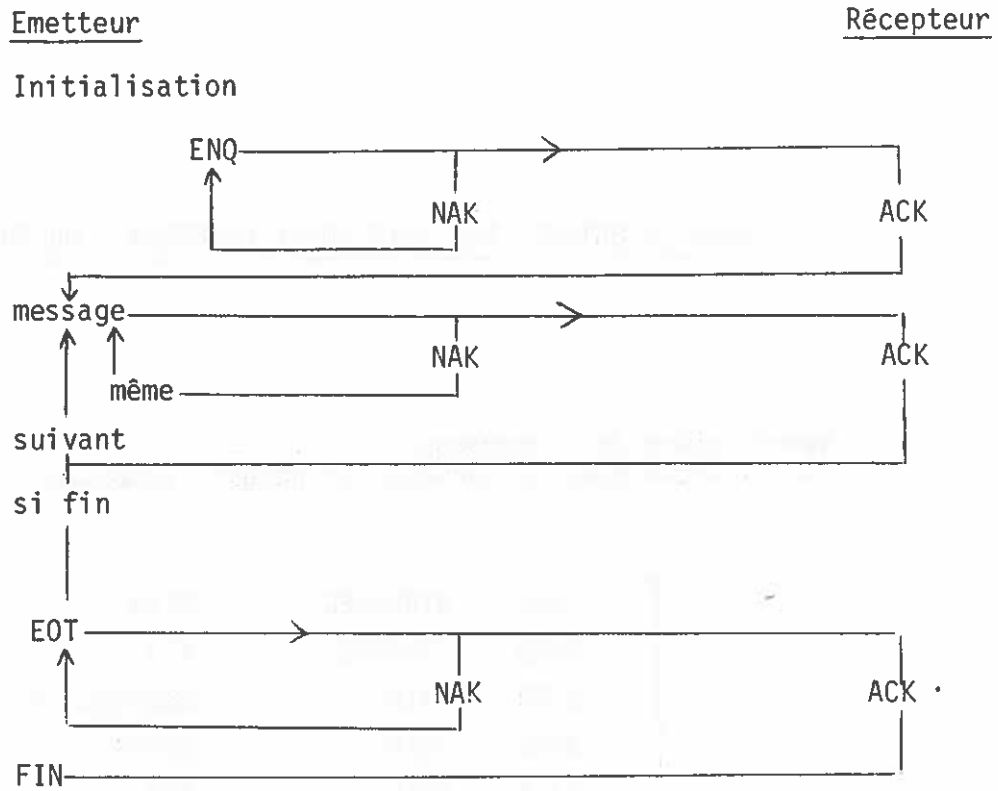 Emetteur Récepteur
Initialisation
ENQ
NAK ACK
message
NAK ACK
même
suivant
si fin
EOT
NAK ACK
FIN